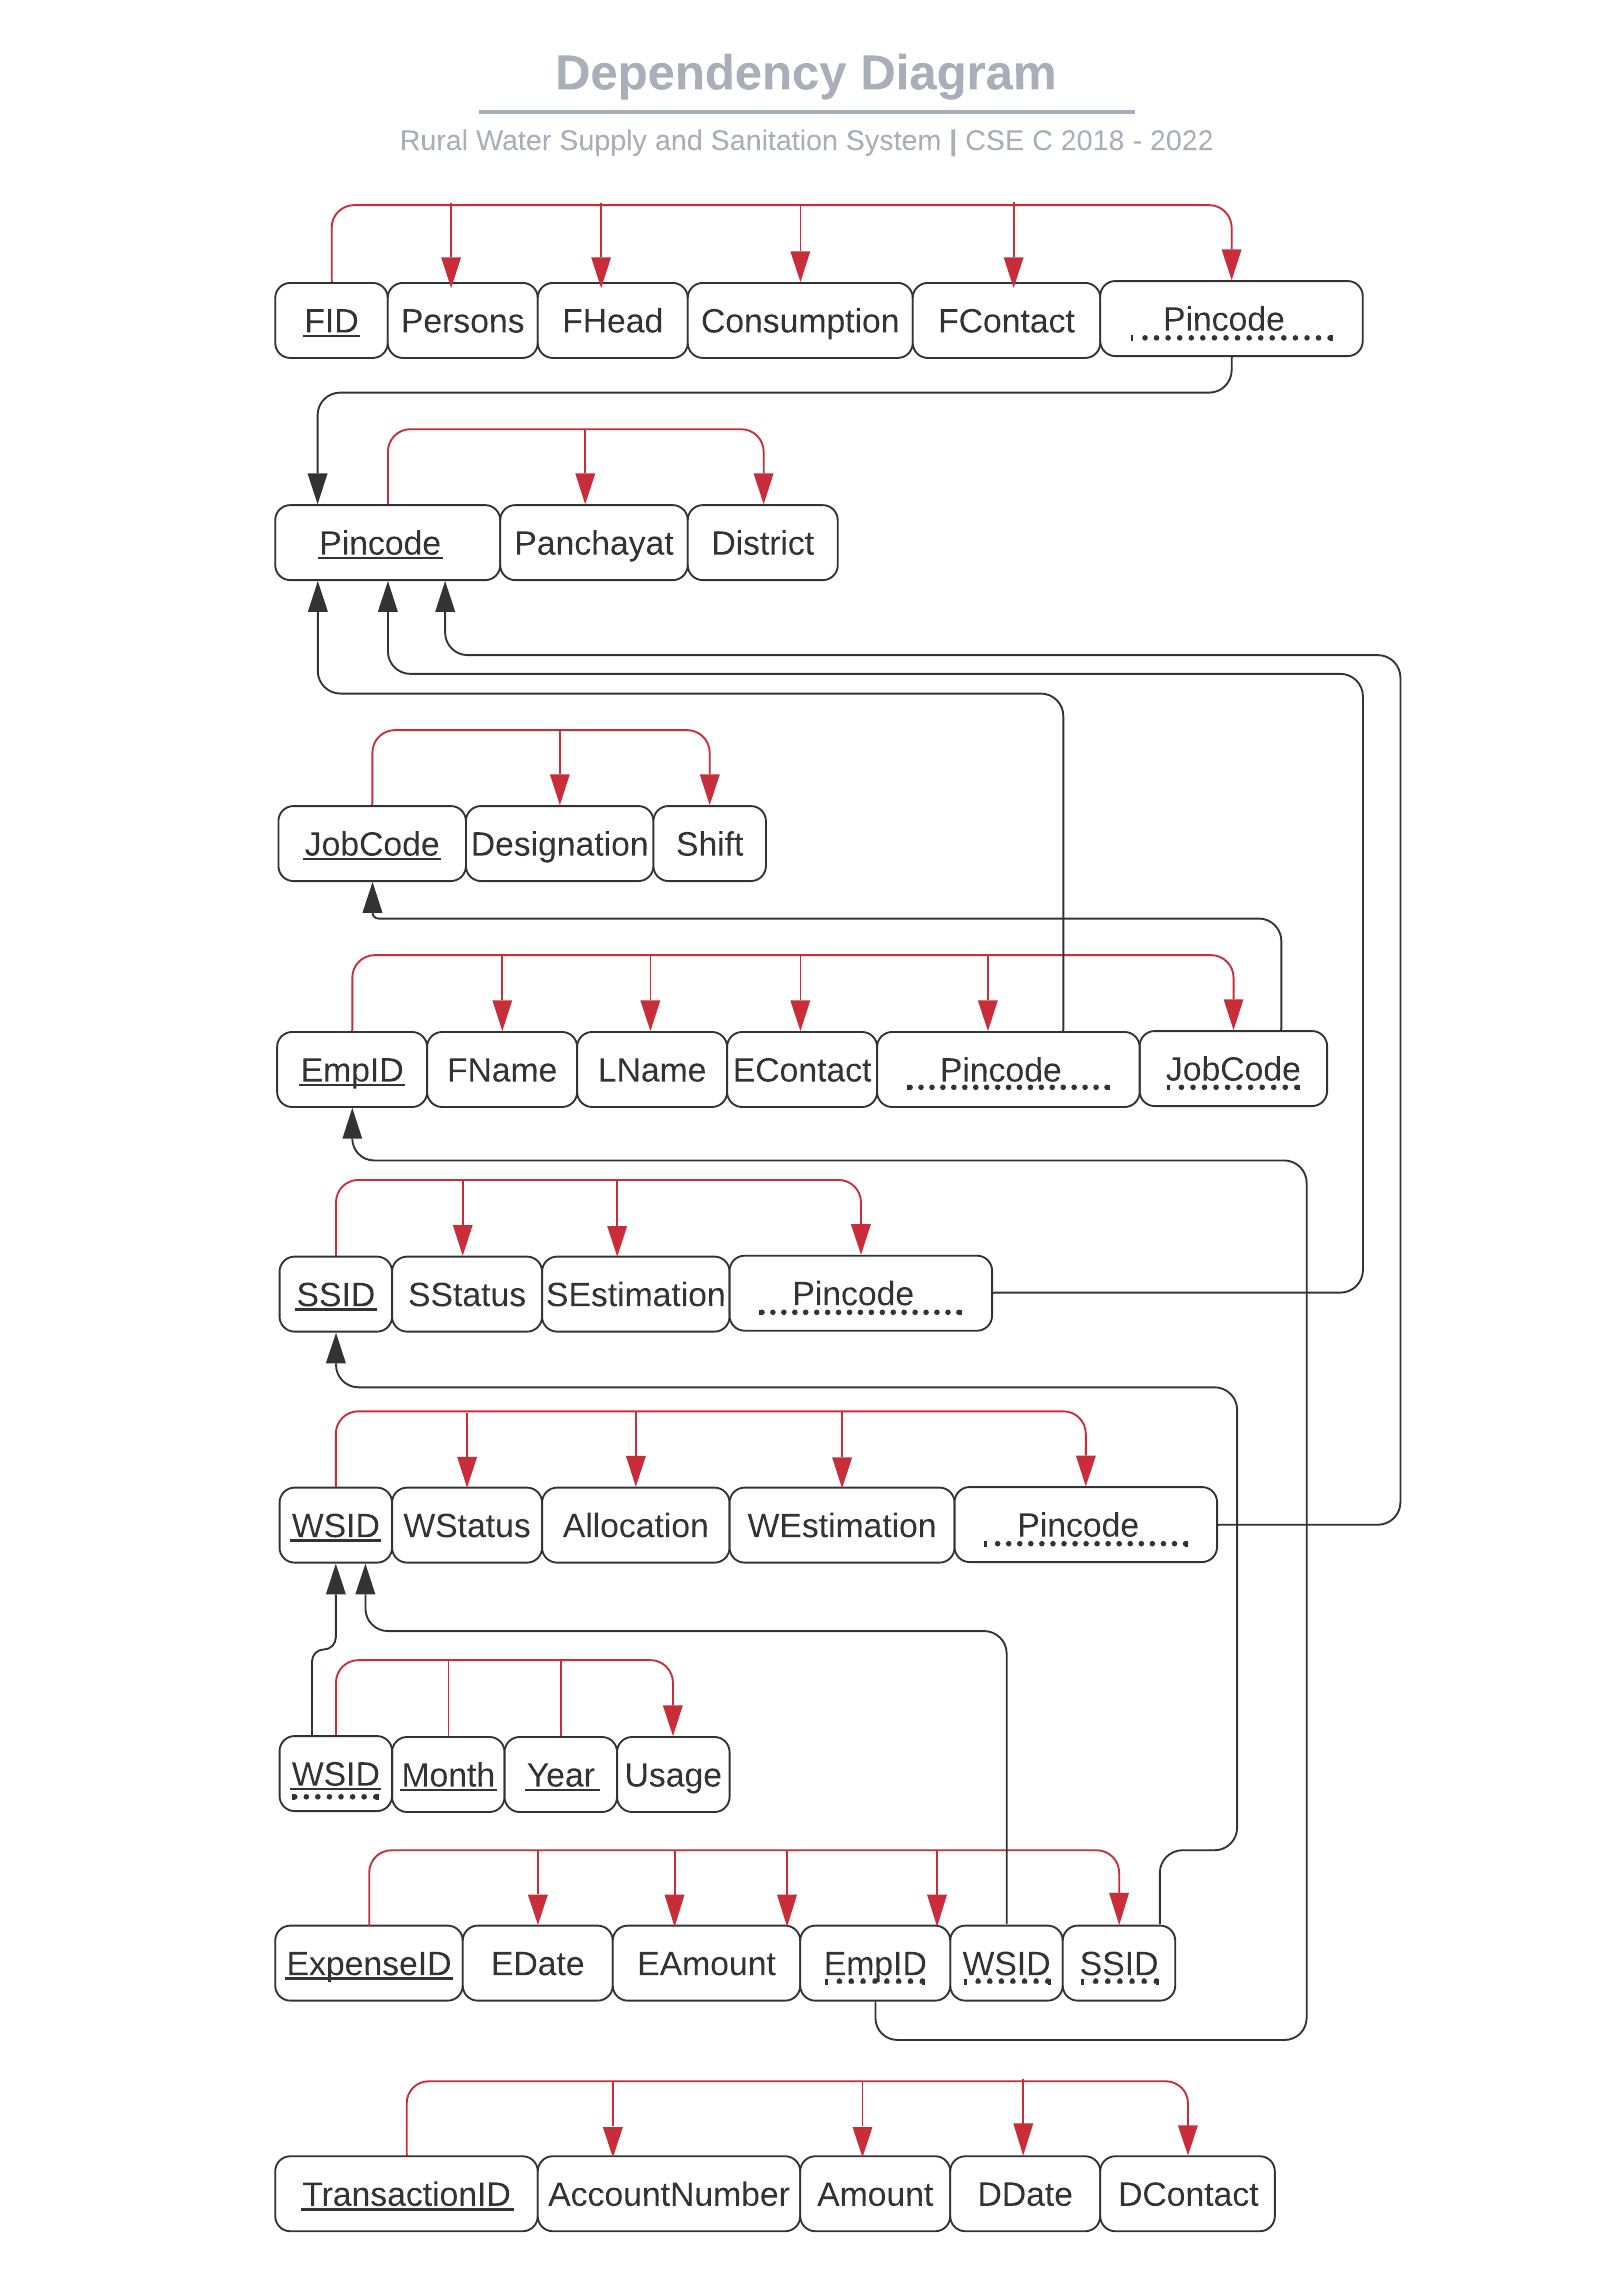 Dependency Diagram
Rural Water Supply and Sanitation System | CSE C 2018 - 2022
FID Persons FHead Consumption FContact Pincode
Pincode Panchayat District
JobCode Designation Shift
EmpID FName LName EContact Pincode JobCode
SSID SStatus SEstimation Pincode
WSID WStatus Allocation WEstimation Pincode
WSID Month Year Usage
ExpenseID EDate EAmount EmpID WSID SSID
TransactionID AccountNumber Amount DDate DContact